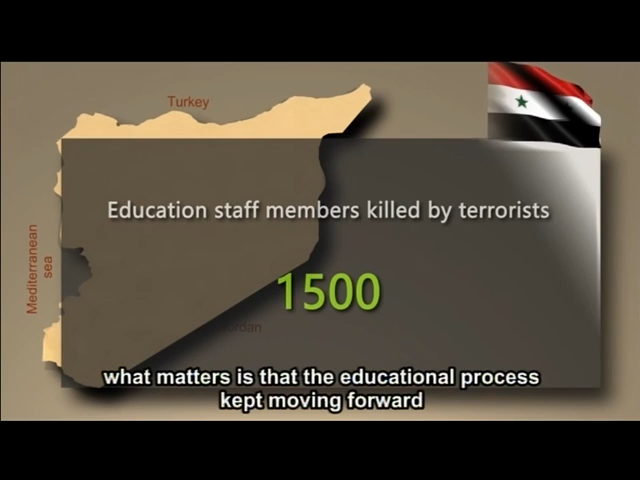 Turkey
Education staff members killed by terrorists
Mediterranean
sea
1500
Jordan
what matters is that the educational process
kept moving forward